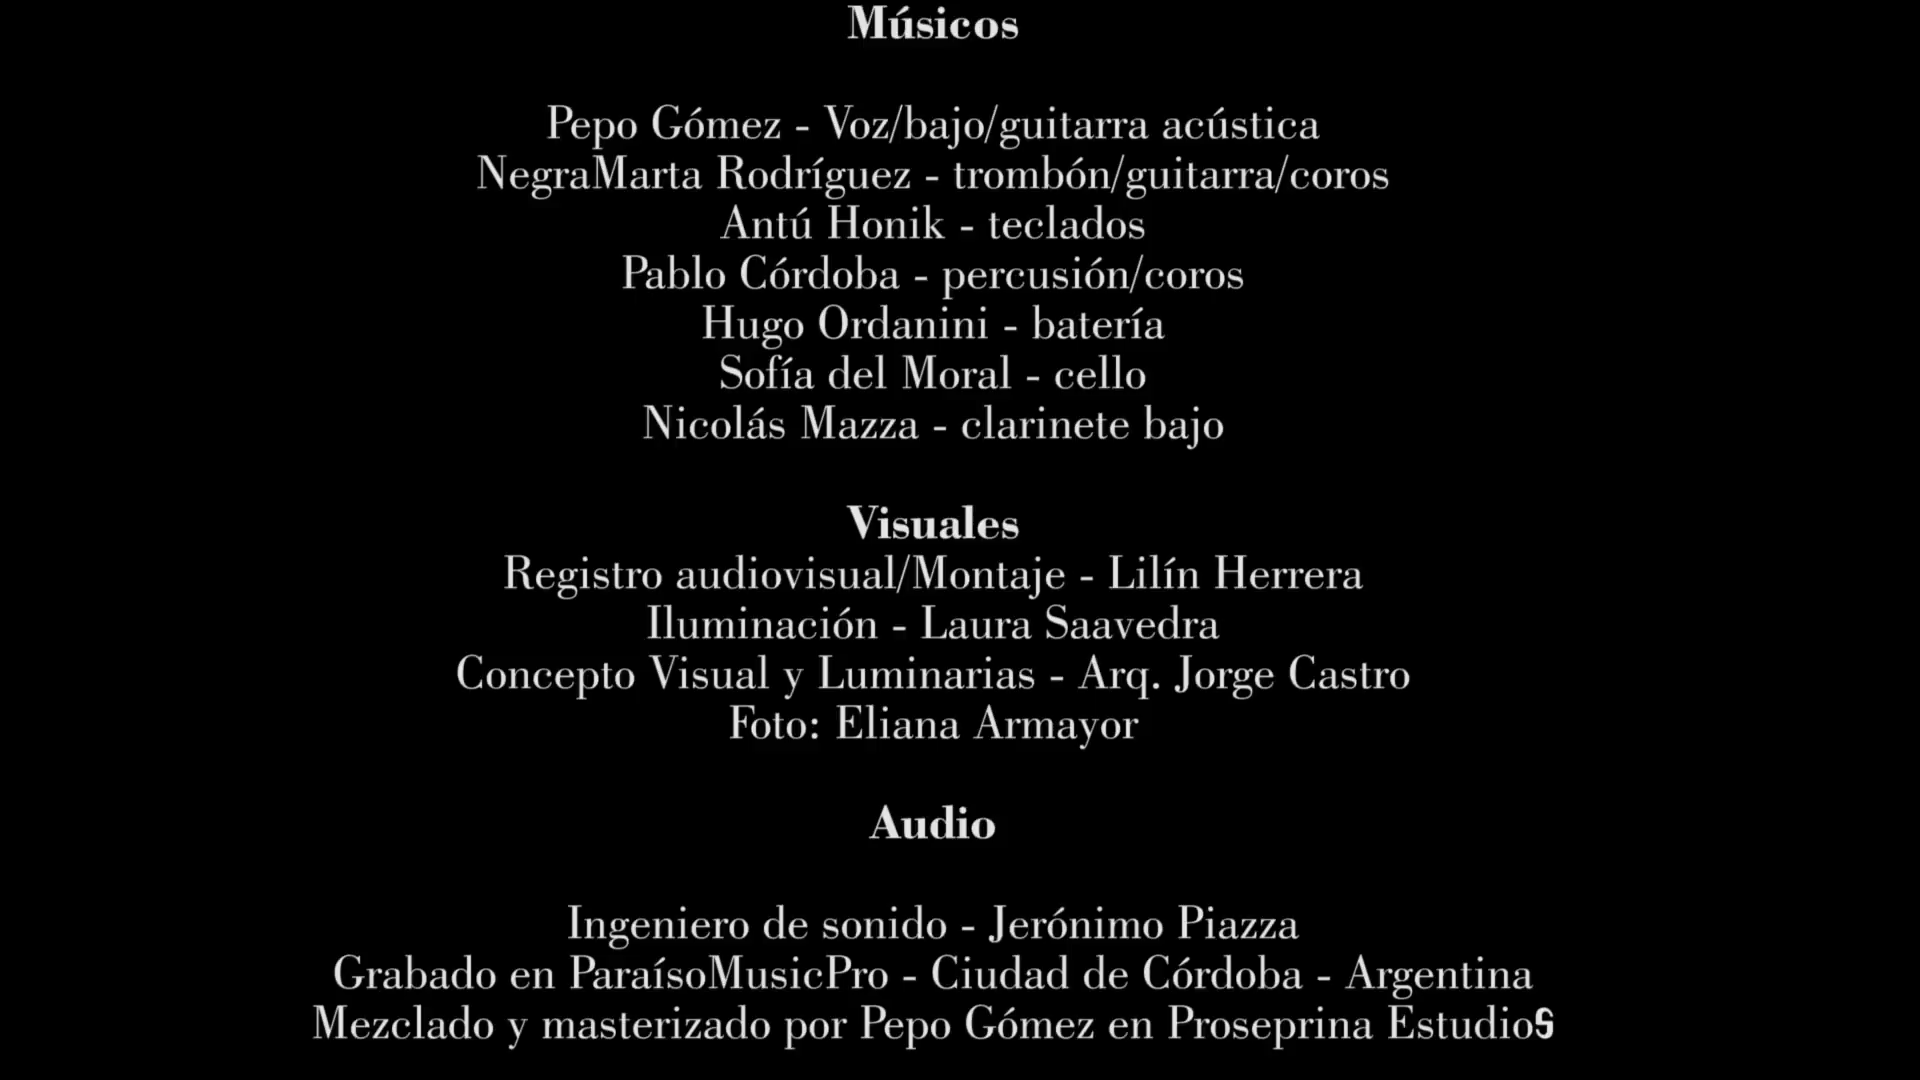 Músicos
Pepo Gómez - Voz/bajo/guitarra acústica
NegraMarta Rodríguez - trombón/guitarra/coros
Antú Honik - teclados
Pablo Córdoba - percusión/coros
Hugo Ordanini - batería
Sofía del Moral - cello
Nicolás Mazza - clarinete bajo
Visuales
Registro audiovisual/Montaje - Lilín Herrera
Iluminación - Laura Saavedra
Concepto Visual y Luminarias - Arq. Jorge Castro
Foto: Eliana Armayor
Audio
Ingeniero de sonido - Jerónimo Piazza
Grabado en ParaísoMusicPro - Ciudad de Córdoba - Argentina
Mezclado y masterizado por Pepo Gómez en Proseprina Estudios